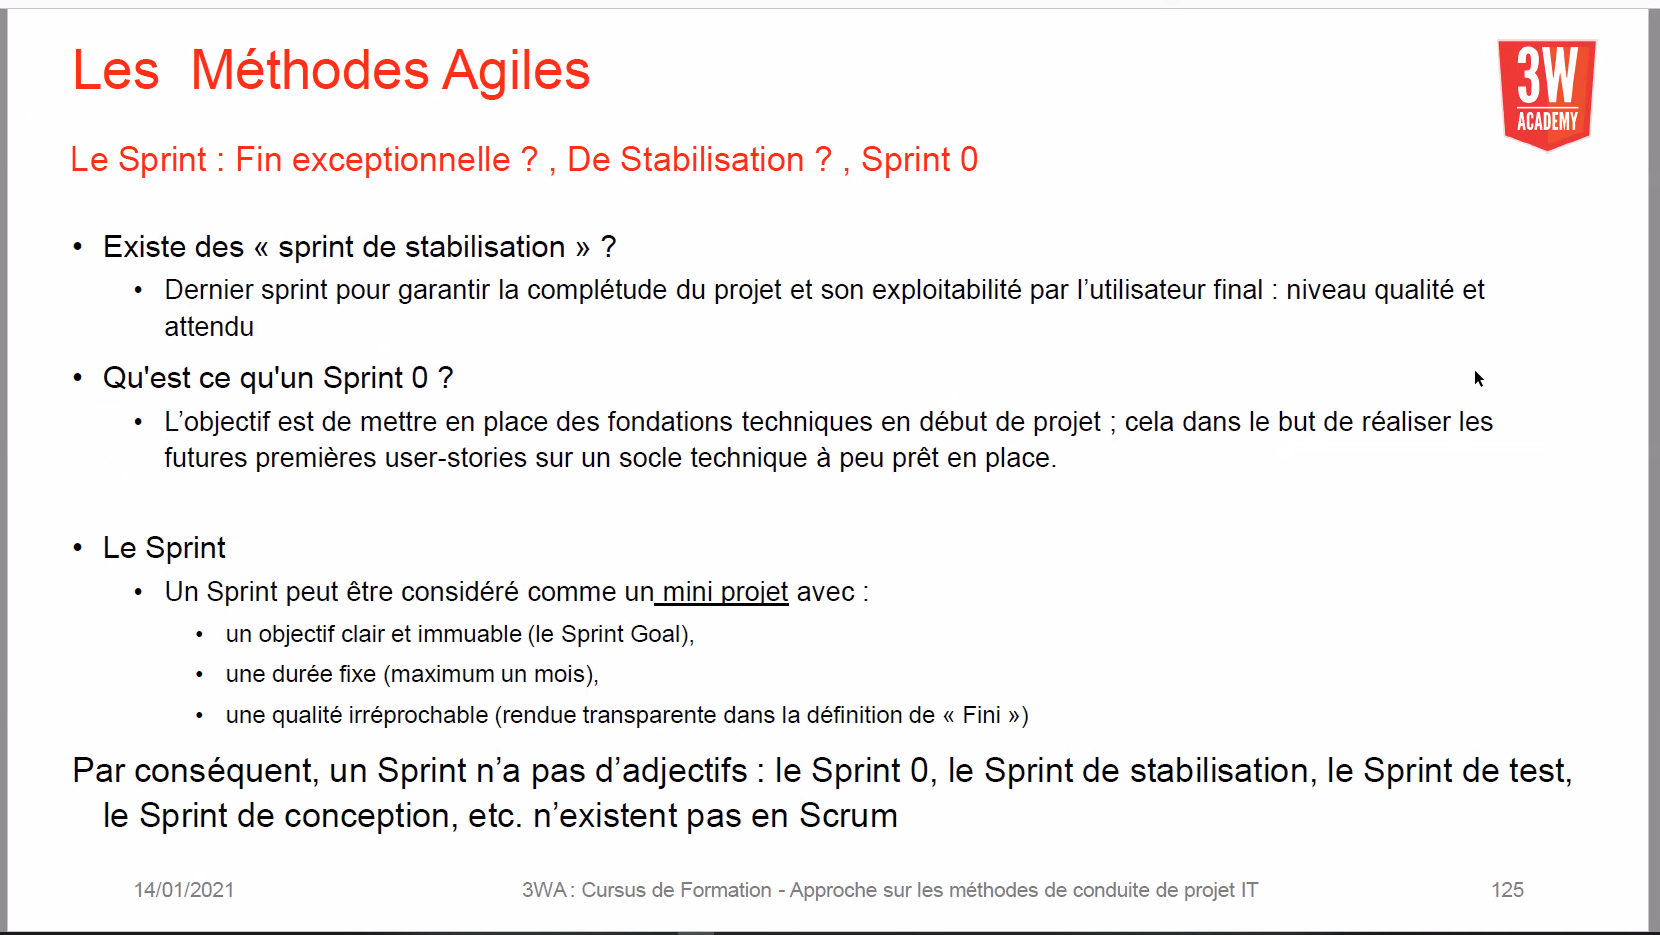 Les Méthodes Agiles
3W
ACADEMY
Le Sprint : Fin exceptionnelle ? , De Stabilisation ? , Sprint 0
• Existe des « sprint de stabilisation » ?
• Dernier sprint pour garantir la complétude du projet et son exploitabilité par l’utilisateur final : niveau qualité et
attendu
• Qu'est ce qu'un Sprint 0 ?
• L’objectif est de mettre en place des fondations techniques en début de projet ; cela dans le but de réaliser les
futures premières user-stories sur un socle technique à peu prêt en place.
• Le Sprint
• Un Sprint peut être considéré comme un mini projet avec :
• un objectif clair et immuable (le Sprint Goal),
• une durée fixe (maximum un mois),
• une qualité irréprochable (rendue transparente dans la définition de « Fini »)
Par conséquent, un Sprint n’a pas d’adjectifs : le Sprint 0, le Sprint de stabilisation, le Sprint de test,
le Sprint de conception, etc. n’existent pas en Scrum
14/01/2021
3WA : Cursus de Formation - Approche sur les méthodes de conduite de projet IT
125